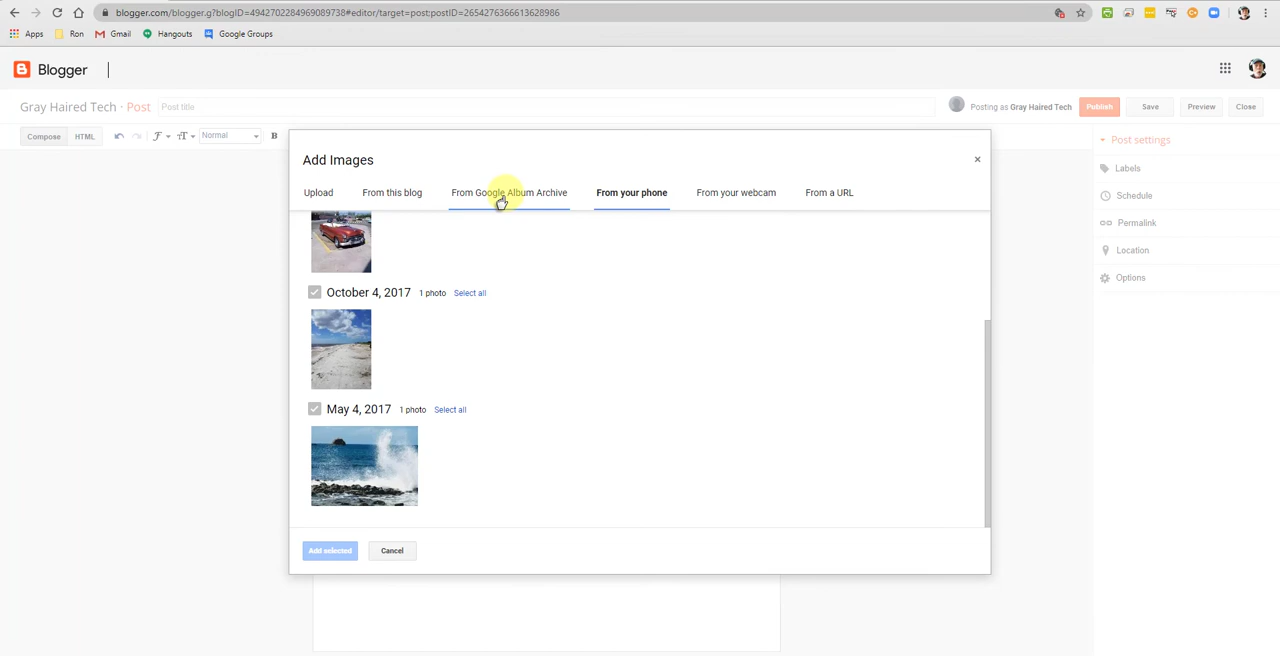 blogger.com/blogger.g?blogID=4942702284969089738#editor/target=post;postID=2654276366613628986
Apps Ron Gmail Hangouts Google Groups
Blogger
Gray Haired Tech · Post Post title Posting as Gray Haired Tech Publish Save Preview Close
Compose HTML Normal B
Post settings
Labels
Schedule
Permalink
Location
Options
Add Images
Upload From this blog From Google Album Archive From your phone From your webcam From a URL
October 4, 2017 1 photo Select all
May 4, 2017 1 photo Select all
Add selected Cancel